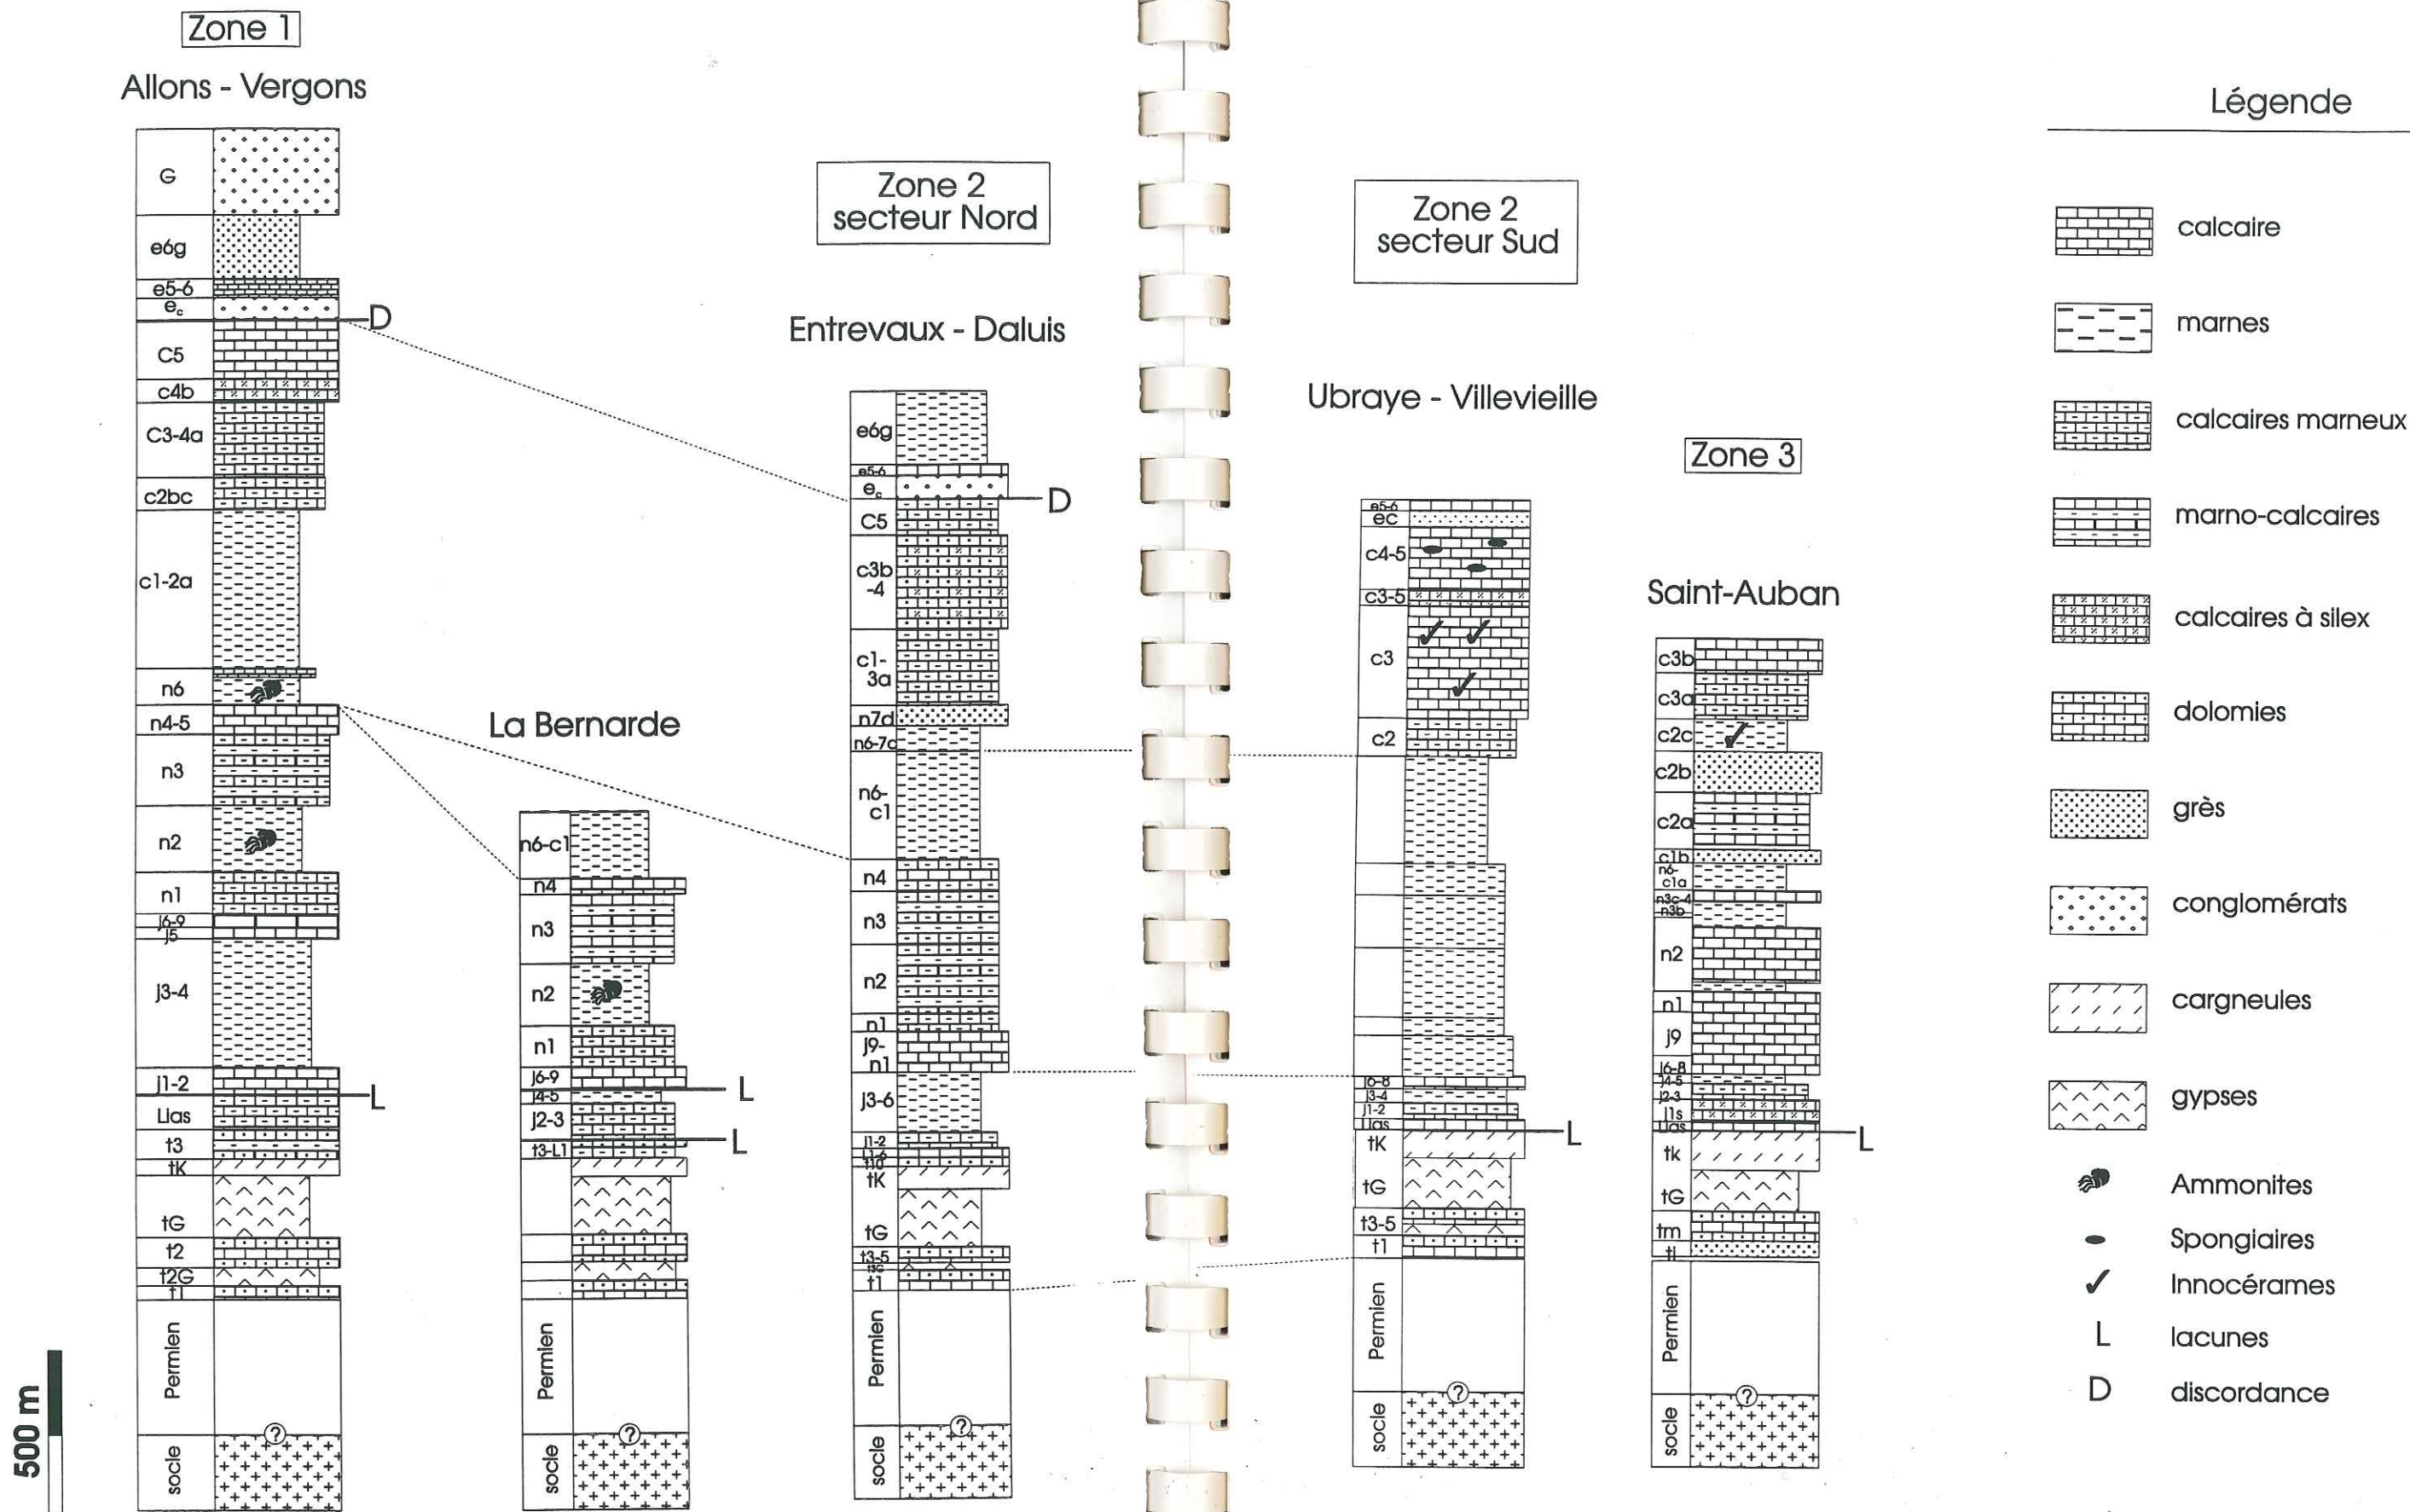 Zone 1
Allons - Vergons
G
e6g
e5-6
ec
D
C5
c4b
C3-4a
c2bc
c1-2a
n6
n4-5
n3
n2
n1
j6-9
j5
j3-4
j1-2
L
Lias
t3
tK
tG
t2
t2G
t1
Permien
?
socle
500 m
La Bernarde
n6-c1
n4
n3
n2
n1
j6-9
L
j4-5
j2-3
L
t3-L1
Permien
?
socle
Zone 2
secteur Nord
Entrevaux - Daluis
e6g
e5-6
ec
D
C5
c3b
-4
c1-
3a
n7d
n6-7c
n6-
c1
n4
n3
n2
n1
j9-
n1
j3-6
j1-2
tK
tG
t3-5
t1
Permien
?
socle
Zone 2
secteur Sud
Ubraye - Villevieille
e5-6
ec
c4-5
c3-5
c3
c2
j6-8
j3-4
j1-2
Lias
L
tK
tG
t3-5
t1
Permien
?
socle
Zone 3
Saint-Auban
c3b
c3a
c2c
c2b
c2a
c1b
n6-
c1a
n3c-4
n3b
n2
n1
j9
j6-8
j4-5
j2-3
j1s
Lias
L
tk
tG
tm
ti
Permien
?
socle
Légende
calcaire
marnes
calcaires marneux
marno-calcaires
calcaires à silex
dolomies
grès
conglomérats
cargneules
gypses
Ammonites
Spongiaires
Innocérames
L lacunes
D discordance